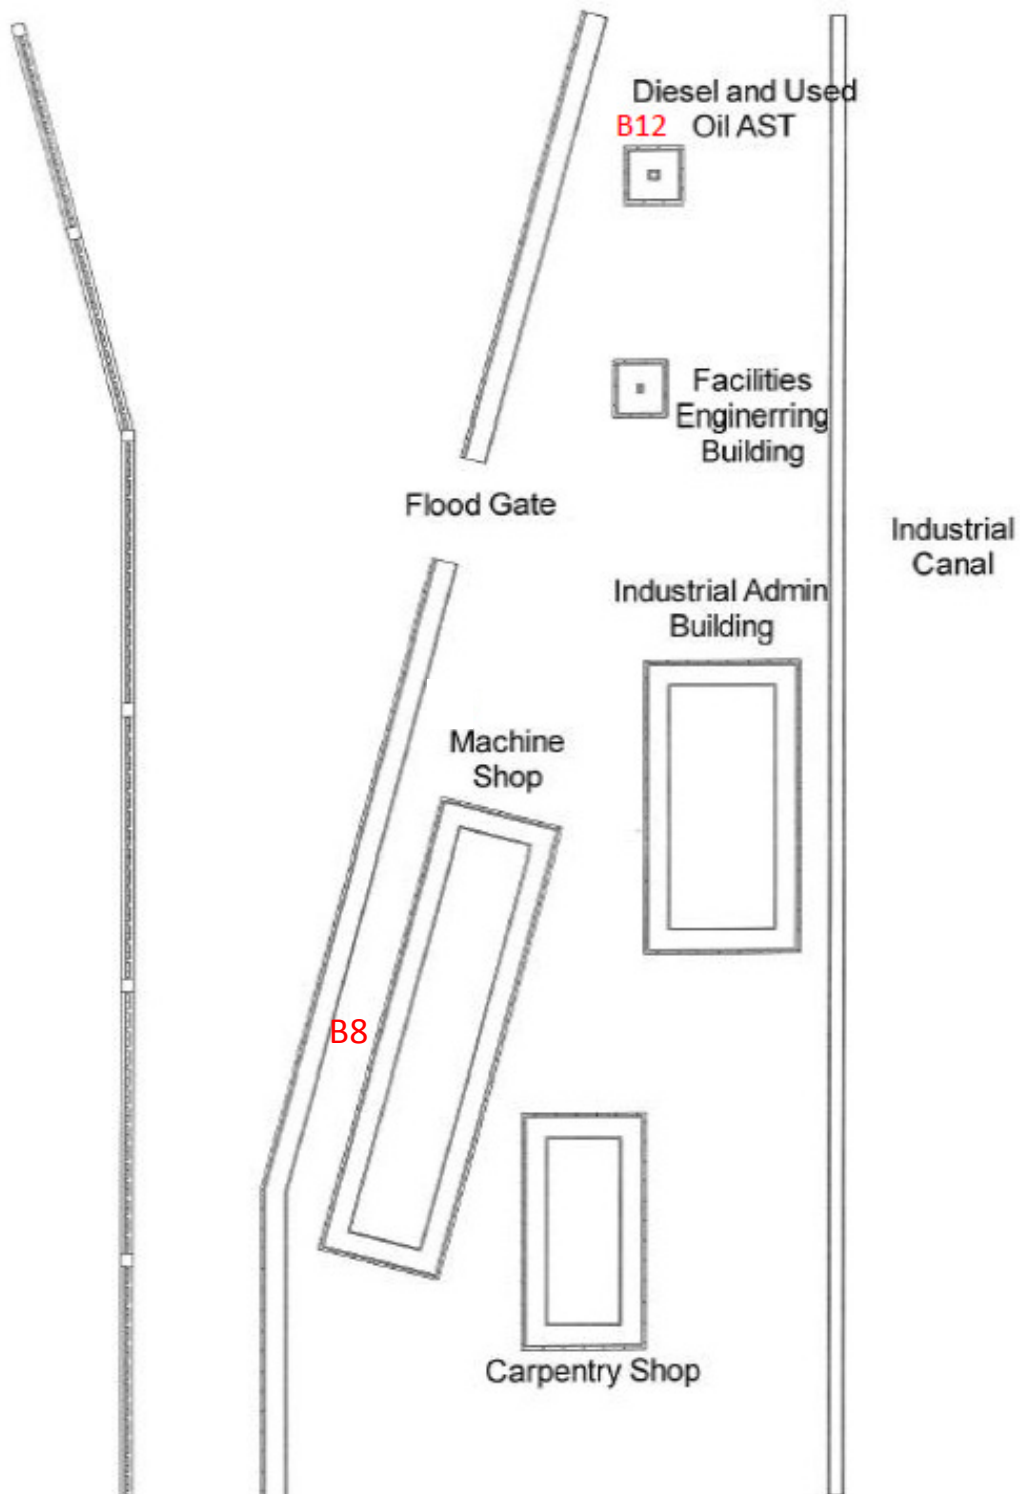 Diesel and Used
B12 Oil AST
Facilities
Enginerring
Building
Flood Gate
Industrial
Canal
Industrial Admin
Building
Machine
Shop
B8
Carpentry Shop